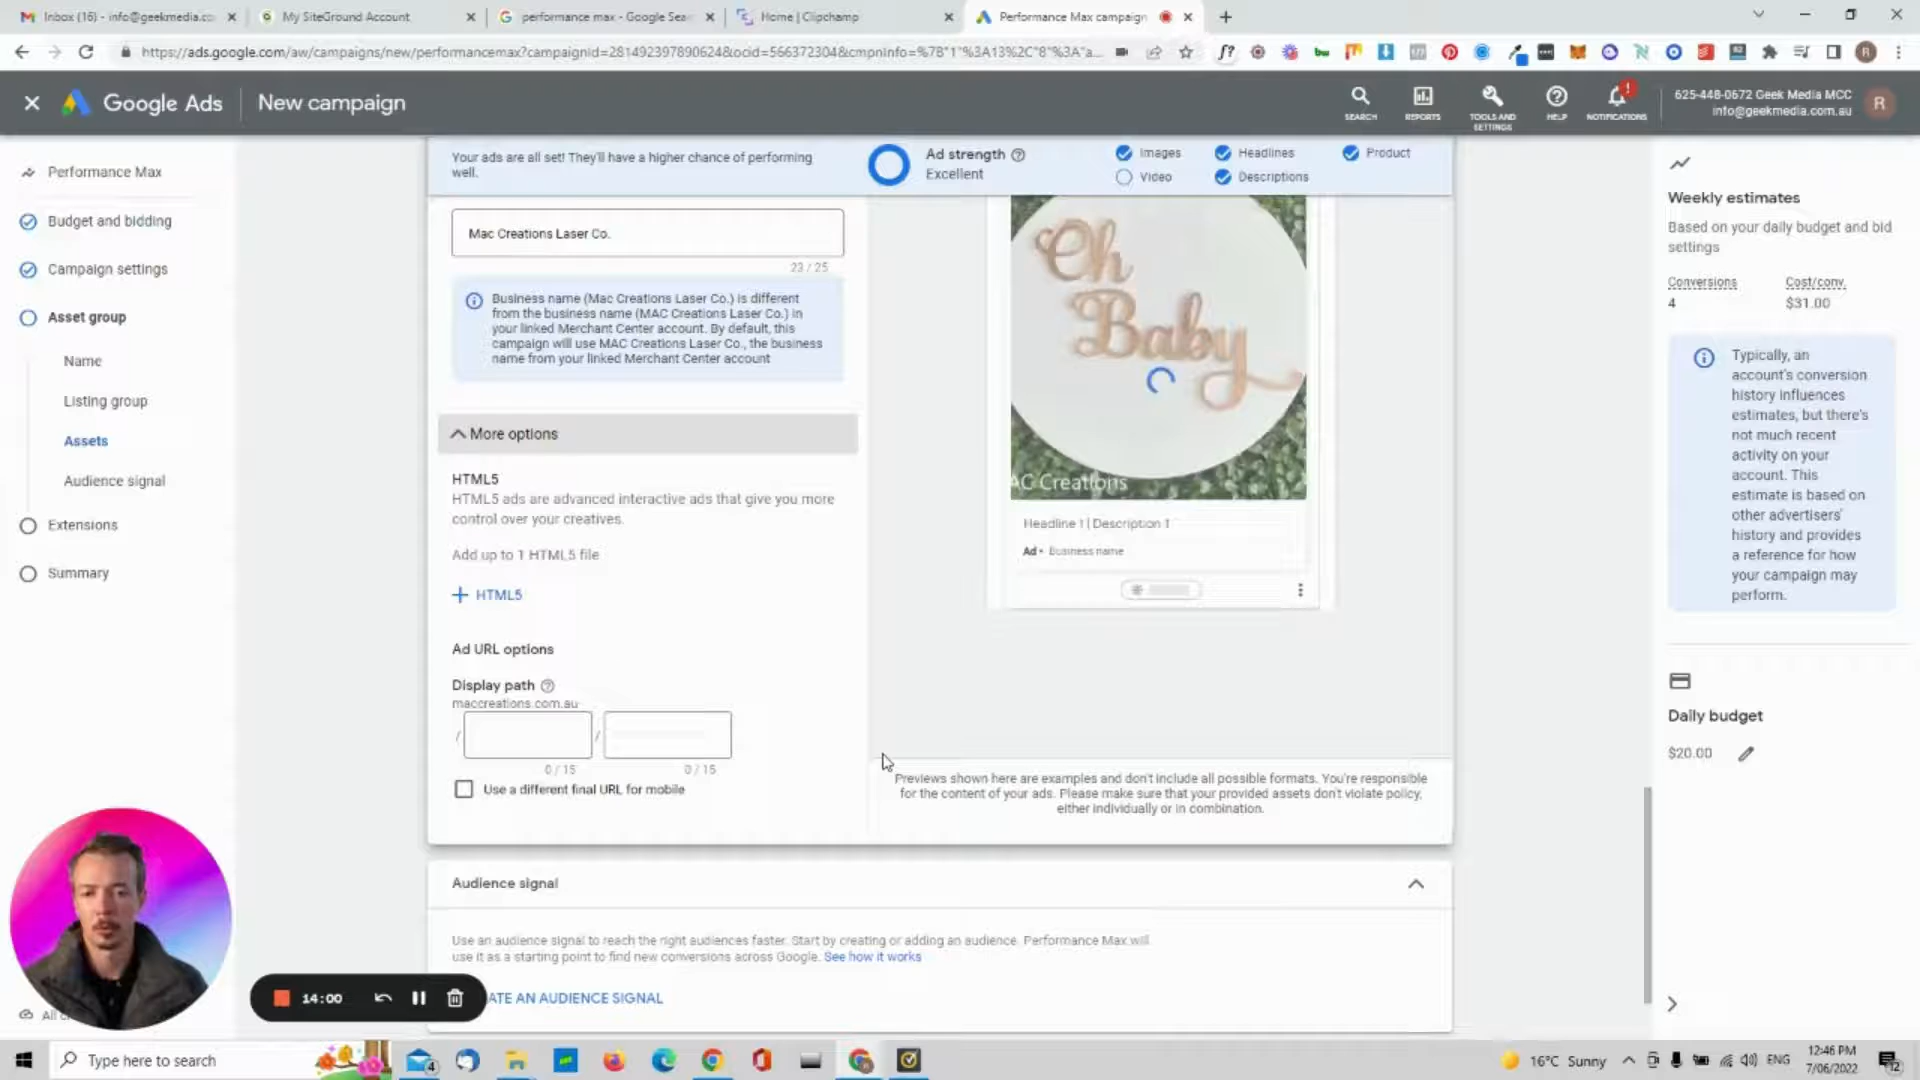 Inbox (16) - info@geekmedia.co
My SiteGround Account
performance max - Google Sea
Home | Clipchamp
Performance Max campaign
https://ads.google.com/aw/campaigns/new/performancemax?campaignId=281492397890624&ocid=566372304&cmpnInfo=%7B"1"%3A13%2C"8"%3A"a...
Google Ads
New campaign
SEARCH
REPORTS
TOOLS AND SETTINGS
HELP
NOTIFICATIONS
625-448-0672 Geek Media MCC
info@geekmedia.com.au
R
Performance Max
Budget and bidding
Campaign settings
Asset group
Name
Listing group
Assets
Audience signal
Extensions
Summary
Your ads are all set! They'll have a higher chance of performing
well.
Ad strength
Excellent
Images
Headlines
Product
Video
Descriptions
Mac Creations Laser Co.
23 / 25
Business name (Mac Creations Laser Co.) is different
from the business name (MAC Creations Laser Co.) in
your linked Merchant Center account. By default, this
campaign will use MAC Creations Laser Co., the business
name from your linked Merchant Center account
More options
HTML5
HTML5 ads are advanced interactive ads that give you more
control over your creatives.
Add up to 1 HTML5 file
HTML5
Ad URL options
Display path
maccreations.com.au
/
/
0 / 15
0 / 15
Use a different final URL for mobile
Oh
Baby
AC Creations
Headline 1 | Description 1
Ad • Business name
Previews shown here are examples and don't include all possible formats. You're responsible
for the content of your ads. Please make sure that your provided assets don't violate policy,
either individually or in combination.
Audience signal
Use an audience signal to reach the right audiences faster. Start by creating or adding an audience. Performance Max will
use it as a starting point to find new conversions across Google. See how it works
ATE AN AUDIENCE SIGNAL
Weekly estimates
Based on your daily budget and bid
settings
Conversions
Cost/conv.
4
$31.00
Typically, an
account's conversion
history influences
estimates, but there's
not much recent
activity on your
account. This
estimate is based on
other advertisers'
history and provides
a reference for how
your campaign may
perform.
Daily budget
$20.00
14:00
All c
Type here to search
16°C Sunny
ENG
12:46 PM
7/06/2022